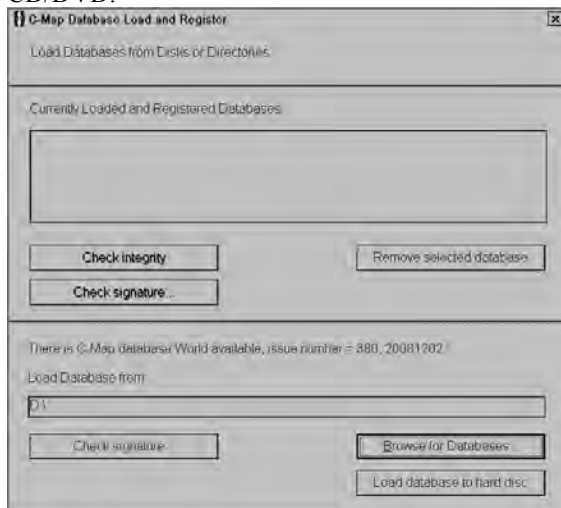 CD/DVD.
C-Map Database Load and Register
Load Databases from Disks or Directories
Currently Loaded and Registered Databases
Check integrity
Remove selected database
Check signature...
There is C-Map database World available, issue number = 380, 20081202
Load Database from
D:\
Check signature
Browse for Databases...
Load database to hard disc